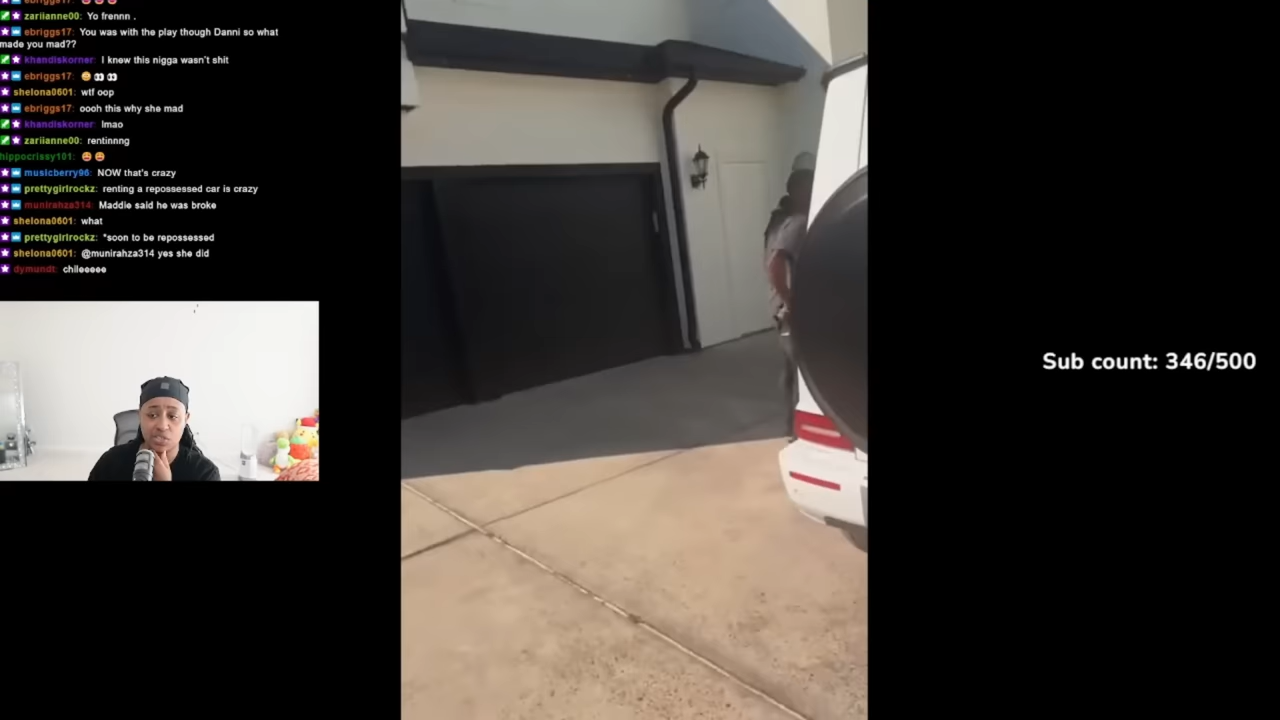 ebriggs17:
zariianne00: Yo frennn .
ebriggs17: You was with the play though Danni so what
made you mad??
khandiskorner: I knew this nigga wasn't shit
ebriggs17:
shelona0601: wtf oop
ebriggs17: oooh this why she mad
khandiskorner: lmao
zariianne00: rentinnng
hippocrissy101:
musicberry96: NOW that's crazy
prettygirlrockz: renting a repossessed car is crazy
munirahza314: Maddie said he was broke
shelona0601: what
prettygirlrockz: *soon to be repossessed
shelona0601: @munirahza314 yes she did
dymundt: chileeeee
Sub count: 346/500